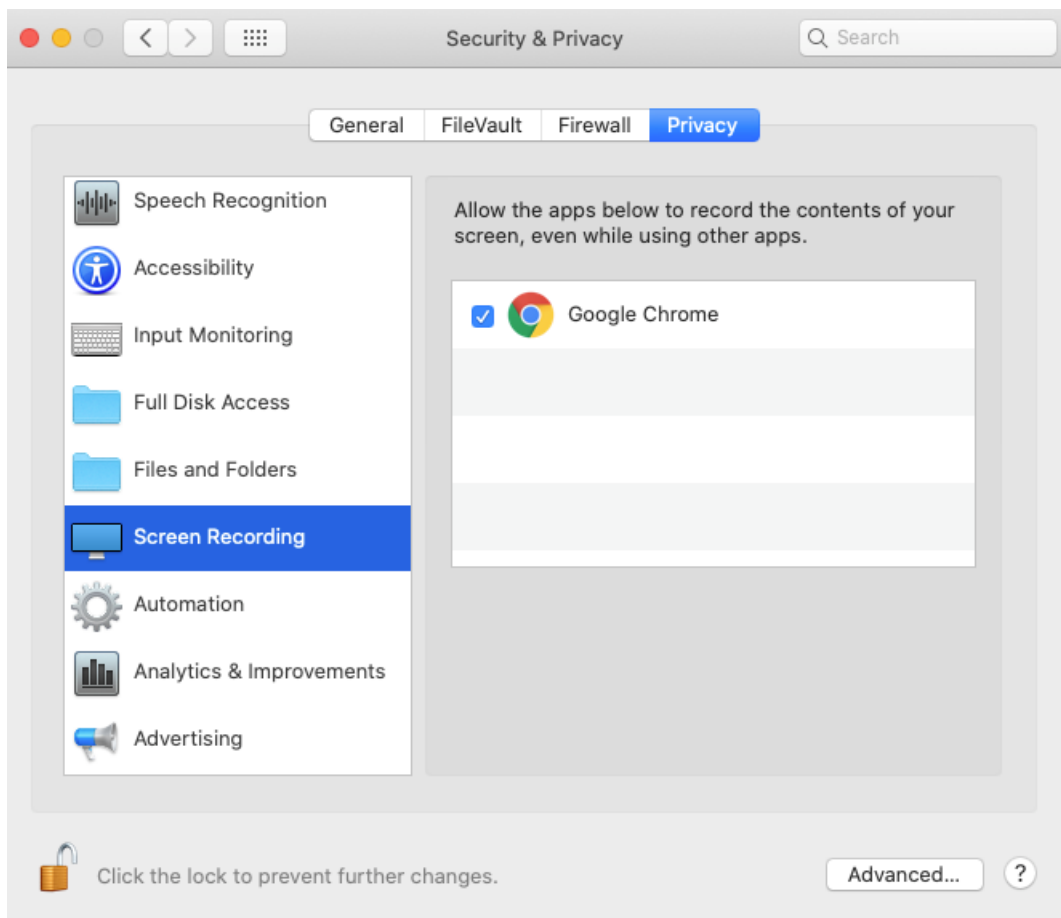 Security & Privacy
Search
General
FileVault
Firewall
Privacy
Speech Recognition
Accessibility
Input Monitoring
Full Disk Access
Files and Folders
Screen Recording
Automation
Analytics & Improvements
Advertising
Allow the apps below to record the contents of your
screen, even while using other apps.
Google Chrome
Click the lock to prevent further changes.
Advanced...
?